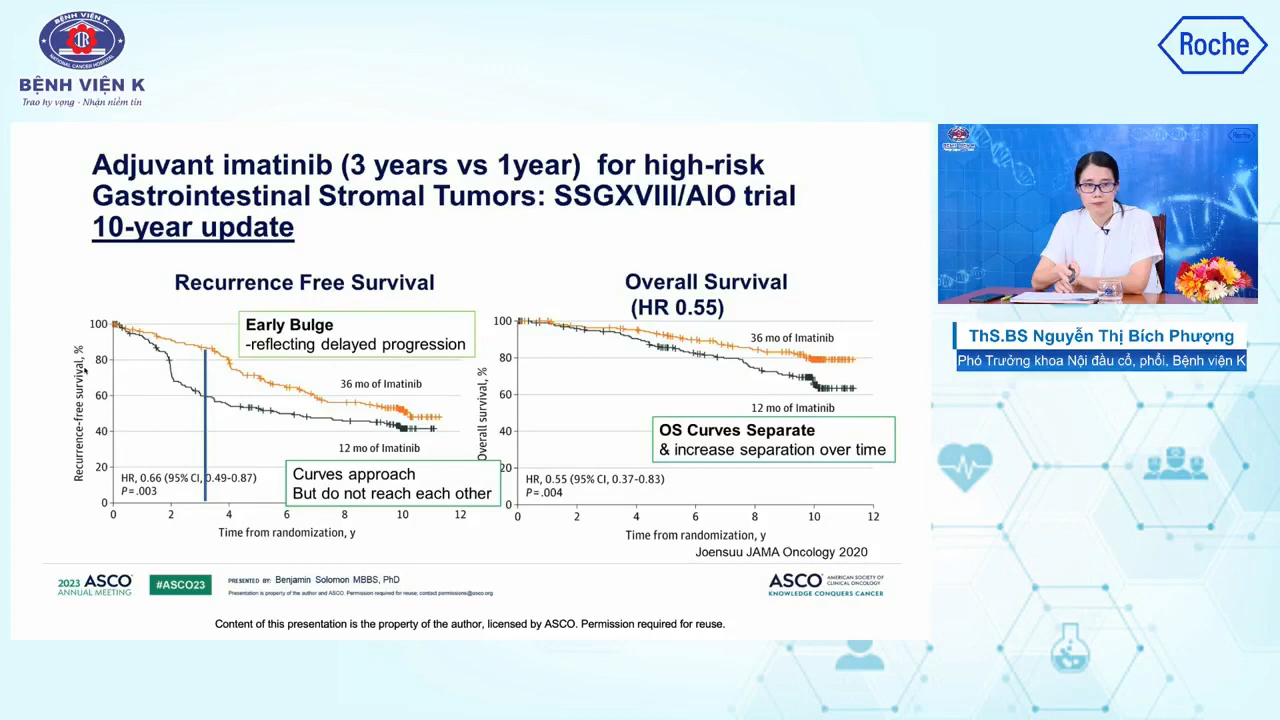 BỆNH VIỆN K
NATIONAL CANCER HOSPITAL
BỆNH VIỆN K
Trao hy vọng - Nhận niềm tin
Roche
Adjuvant imatinib (3 years vs 1year) for high-risk
Gastrointestinal Stromal Tumors: SSGXVIII/AIO trial
10-year update
Recurrence Free Survival
Early Bulge
-reflecting delayed progression
Recurrence-free survival, %
100
80
60
40
20
0
36 mo of Imatinib
12 mo of Imatinib
HR, 0.66 (95% CI, 0.49-0.87)
P = .003
Curves approach
But do not reach each other
0 2 4 6 8 10 12
Time from randomization, y
Overall Survival
(HR 0.55)
Overall survival, %
100
80
60
40
20
0
36 mo of Imatinib
12 mo of Imatinib
OS Curves Separate
& increase separation over time
HR, 0.55 (95% CI, 0.37-0.83)
P = .004
0 2 4 6 8 10 12
Time from randomization, y
Joensuu JAMA Oncology 2020
2023 ASCO
ANNUAL MEETING
#ASCO23
PRESENTED BY: Benjamin Solomon MBBS, PhD
Presentation is property of the author and ASCO. Permission required for reuse; contact permissions@asco.org
ASCO AMERICAN SOCIETY OF
CLINICAL ONCOLOGY
KNOWLEDGE CONQUERS CANCER
Content of this presentation is the property of the author, licensed by ASCO. Permission required for reuse.
Roche
ThS.BS Nguyễn Thị Bích Phượng
Phó Trưởng khoa Nội đầu cổ, phổi, Bệnh viện K